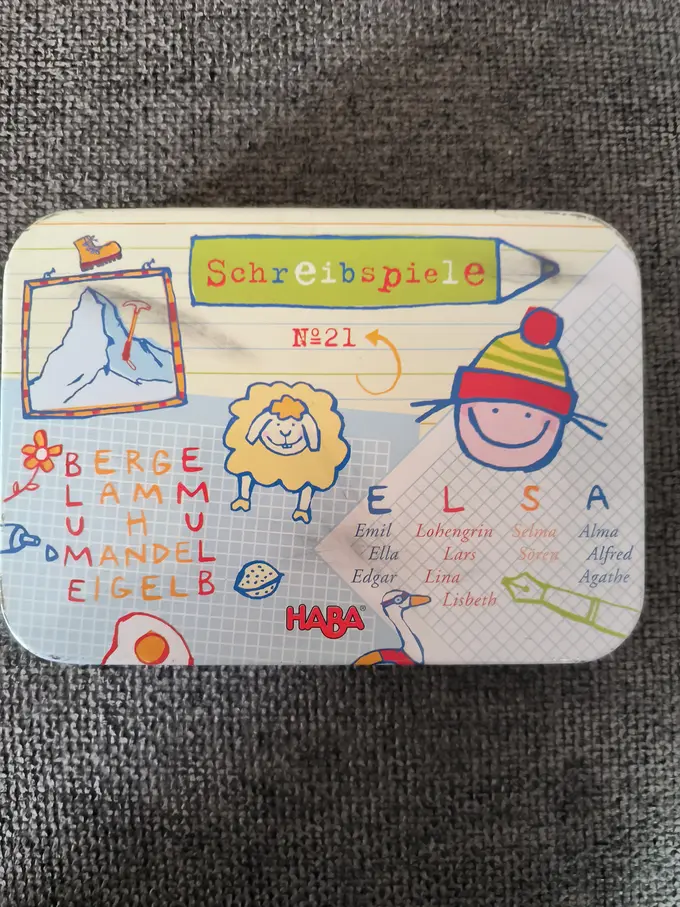 Schreibspiele
Nº21
BERGE
LAMM
UHU
MANDEL
EIGELB
E L S A
Emil Lohengrin Selma Alma
Ella Lars Sören Alfred
Edgar Lina Agathe
Lisbeth
HABA®